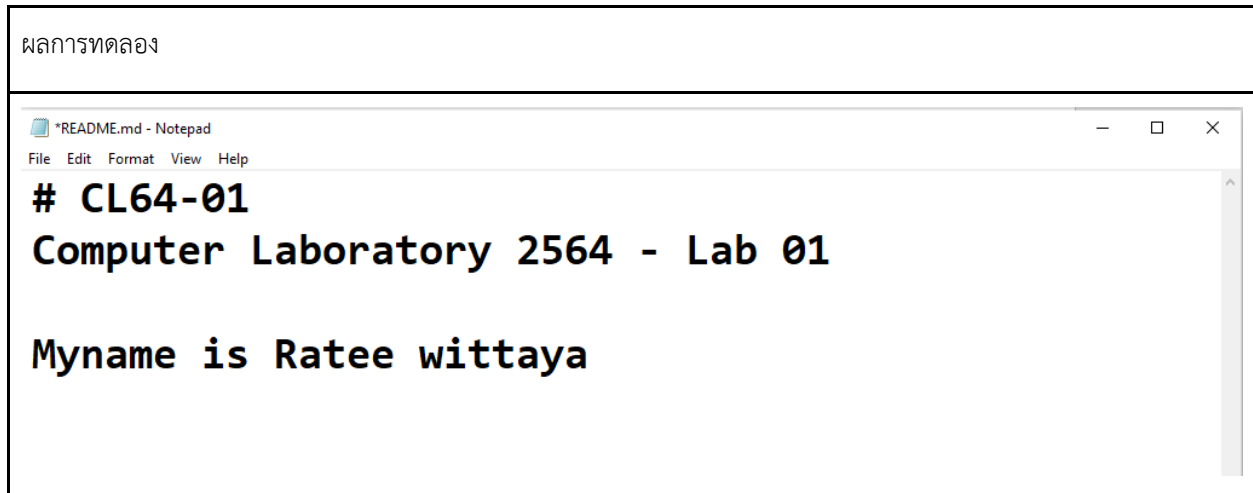 ผลการทดลอง
*README.md - Notepad
File Edit Format View Help
# CL64-01
Computer Laboratory 2564 - Lab 01
Myname is Ratee wittaya